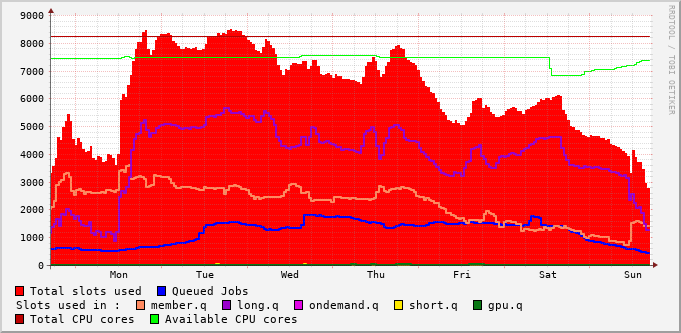 RRDTOOL / TOBI OETIKER
9000
8000
7000
6000
5000
4000
3000
2000
1000
0
Mon Tue Wed Thu Fri Sat Sun
Total slots used Queued Jobs
Slots used in : member.q long.q ondemand.q short.q gpu.q
Total CPU cores Available CPU cores